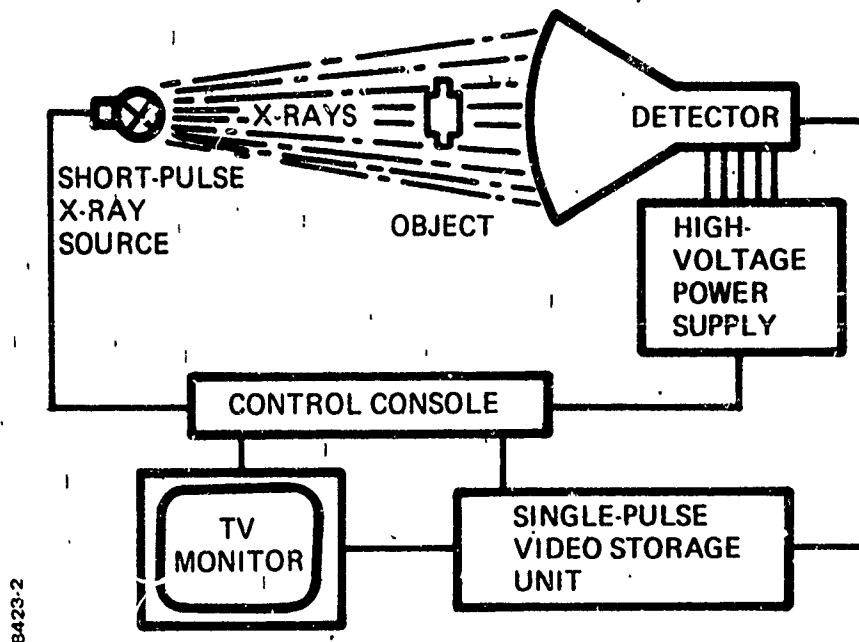 X-RAYS
DETECTOR
SHORT-PULSE
X-RAY
SOURCE
OBJECT
HIGH-
VOLTAGE
POWER
SUPPLY
CONTROL CONSOLE
TV
MONITOR
SINGLE-PULSE
VIDEO STORAGE
UNIT
8423-2